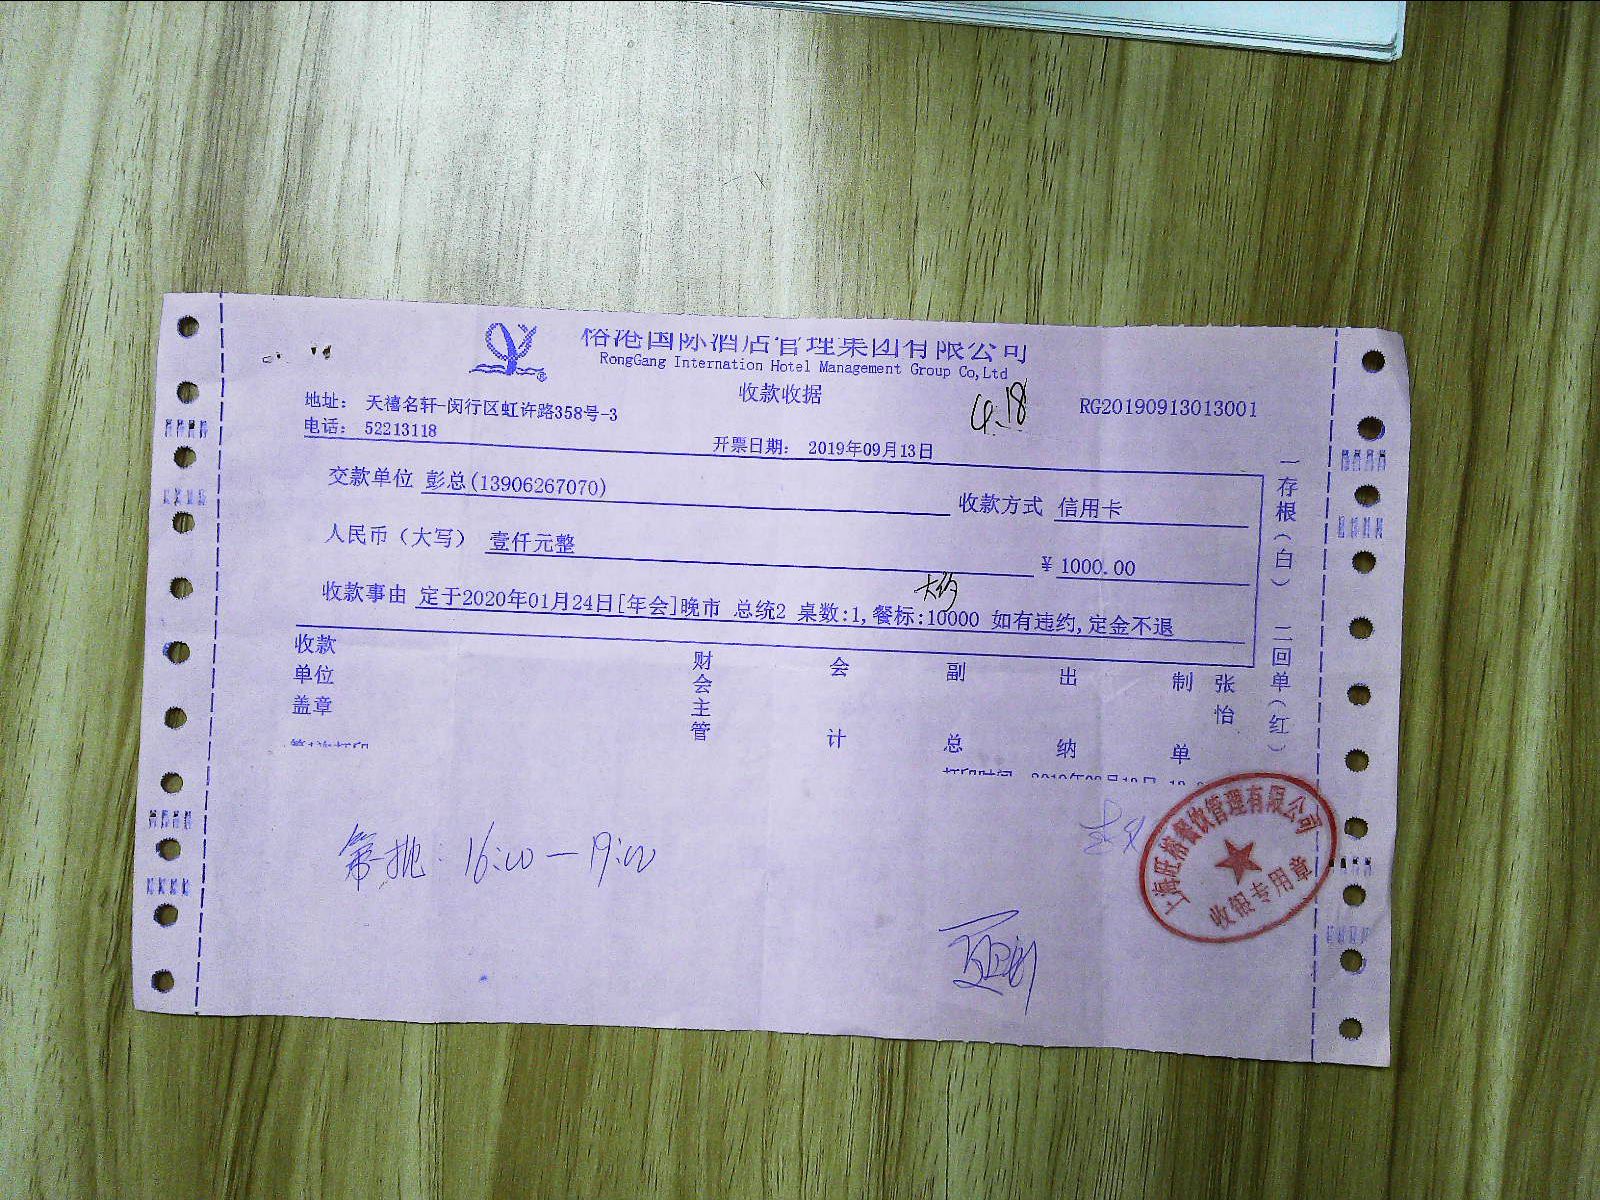 榕港国际酒店管理集团有限公司
RongGang Internation Hotel Management Group Co,Ltd
收款收据
4.18
RG20190913013001
地址： 天禧名轩-闵行区虹许路358号-3
电话： 52213118
开票日期： 2019年09月13日
交款单位 彭总(13906267070)
收款方式 信用卡
人民币（大写） 壹仟元整
¥ 1000.00
大约
收款事由 定于2020年01月24日[年会]晚市 总统2 桌数:1,餐标:10000 如有违约,定金不退
一存根（白） 二回单（红）
收款单位盖章
财会主管
会计
副总
出纳
制单
张怡
第一批: 16:00—19:00
上海旺榕餐饮管理有限公司
收银专用章